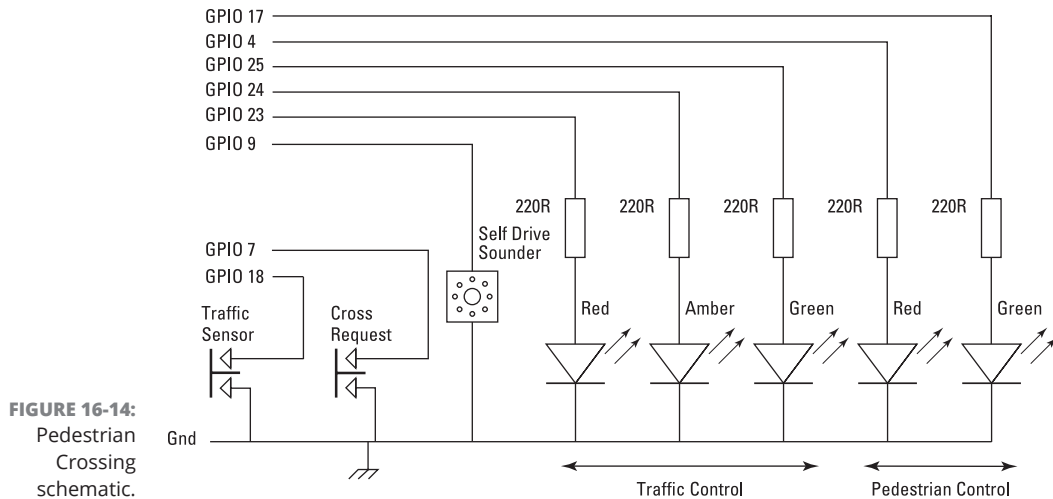 GPIO 17
GPIO 4
GPIO 25
GPIO 24
GPIO 23
GPIO 9
220R
220R
220R
220R
220R
Self Drive
Sounder
GPIO 7
GPIO 18
Traffic
Sensor
Cross
Request
Red
Amber
Green
Red
Green
Gnd
Traffic Control
Pedestrian Control
FIGURE 16-14:
Pedestrian
Crossing
schematic.